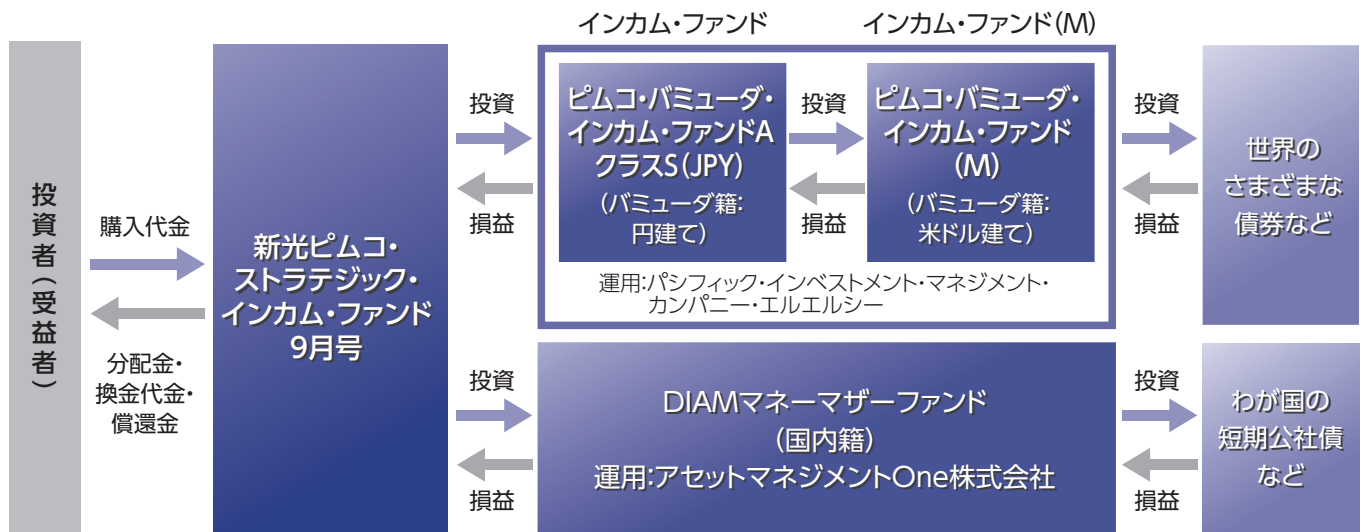 投資者(受益者)
購入代金
分配金・
換金代金・
償還金
新光ピムコ・
ストラテジック・
インカム・ファンド
9月号
投資
損益
インカム・ファンド
インカム・ファンド(M)
ピムコ・バミューダ・
インカム・ファンドA
クラスS(JPY)
(バミューダ籍:
円建て)
投資
損益
ピムコ・バミューダ・
インカム・ファンド
(M)
(バミューダ籍:
米ドル建て)
運用:パシフィック・インベストメント・マネジメント・
カンパニー・エルエルシー
投資
損益
世界の
さまざまな
債券など
投資
損益
DIAMマネーマザーファンド
(国内籍)
運用:アセットマネジメントOne株式会社
投資
損益
わが国の
短期公社債
など